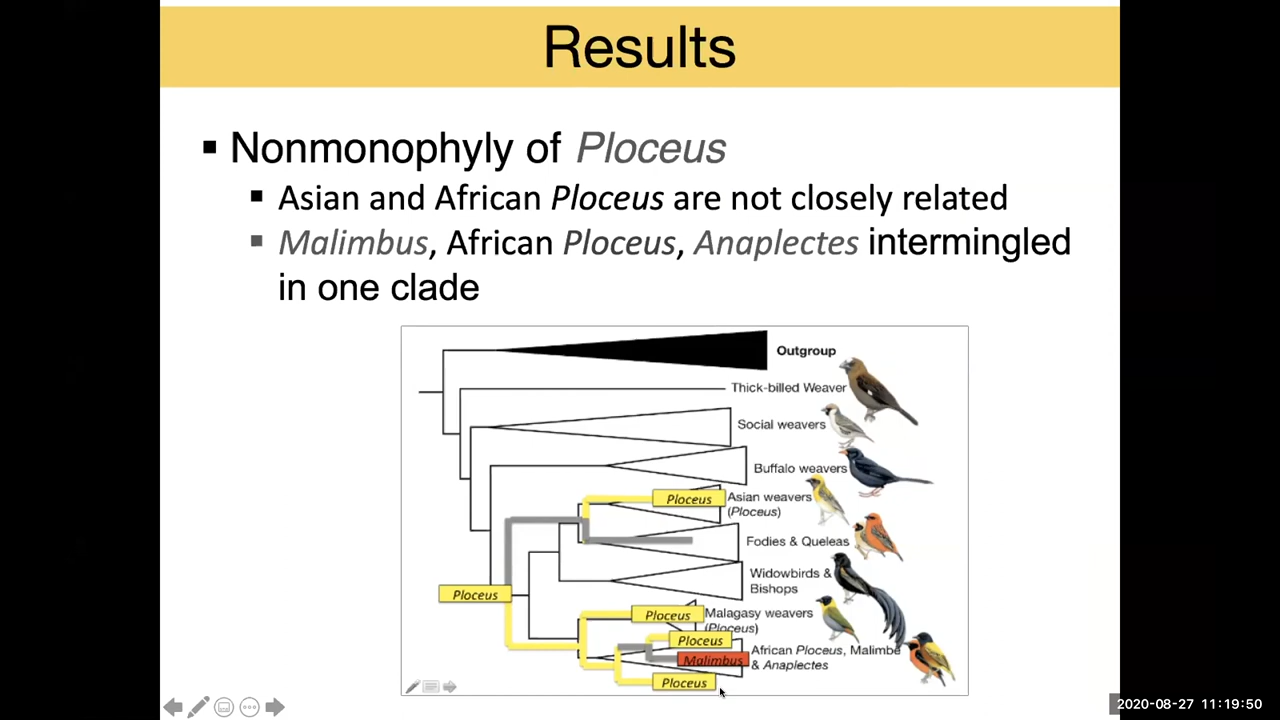 Results
Nonmonophyly of Ploceus
Asian and African Ploceus are not closely related
Malimbus, African Ploceus, Anaplectes intermingled
in one clade
Outgroup
Thick-billed Weaver
Social weavers
Buffalo weavers
Ploceus
Asian weavers
(Ploceus)
Fodies & Queleas
Widowbirds &
Bishops
Ploceus
Ploceus
Malagasy weavers
(Ploceus)
Ploceus
Malimbus
African Ploceus, Malimbe
& Anaplectes
Ploceus
2020-08-27 11:19:50